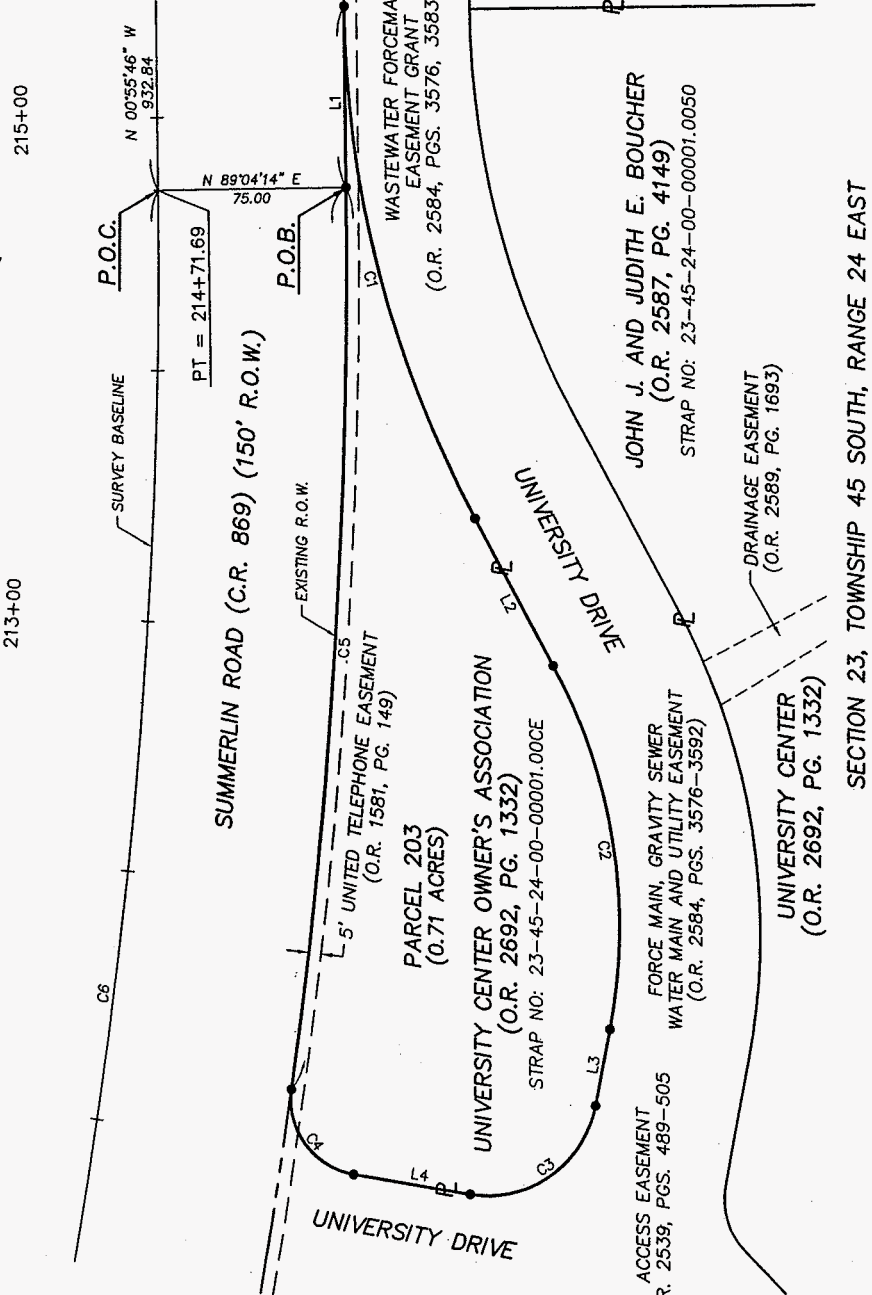 215+00
N 00°55'46" W
932.84
L1
WASTEWATER FORCEMA
EASEMENT GRANT
(O.R. 2584, PGS. 3576, 3583
P.O.C.
N 89°04'14" E
75.00
P.O.B.
PT = 214+71.69
C1
JOHN J. AND JUDITH E. BOUCHER
(O.R. 2587, PG. 4149)
STRAP NO: 23-45-24-00-00001.0050
SURVEY BASELINE
SUMMERLIN ROAD (C.R. 869) (150' R.O.W.)
EXISTING R.O.W.
213+00
UNIVERSITY DRIVE
PL
L2
PL
DRAINAGE EASEMENT
(O.R. 2589, PG. 1693)
SECTION 23, TOWNSHIP 45 SOUTH, RANGE 24 EAST
C5
5' UNITED TELEPHONE EASEMENT
(O.R. 1581, PG. 149)
PARCEL 203
(0.71 ACRES)
UNIVERSITY CENTER OWNER'S ASSOCIATION
(O.R. 2692, PG. 1332)
STRAP NO: 23-45-24-00-00001.00CE
C2
FORCE MAIN, GRAVITY SEWER
WATER MAIN AND UTILITY EASEMENT
(O.R. 2584, PGS. 3576-3592)
UNIVERSITY CENTER
(O.R. 2692, PG. 1332)
C6
L3
C4
L4
PL
C3
ACCESS EASEMENT
R. 2539, PGS. 489-505
UNIVERSITY DRIVE
PL